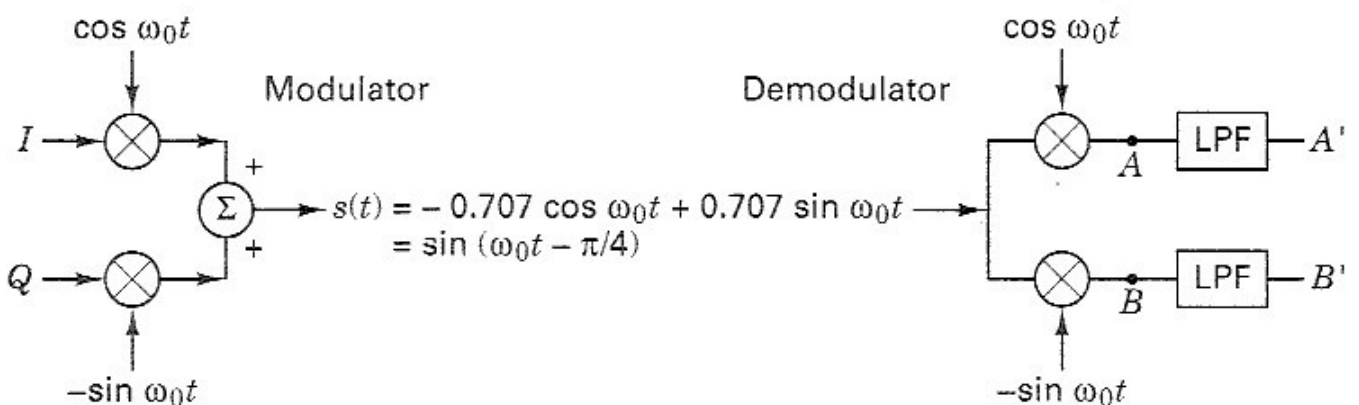 cos ω₀t
cos ω₀t
Modulator
Demodulator
I
+
A
LPF
A'
Σ
s(t) = – 0.707 cos ω₀t + 0.707 sin ω₀t
= sin (ω₀t – π/4)
+
Q
B
LPF
B'
–sin ω₀t
–sin ω₀t